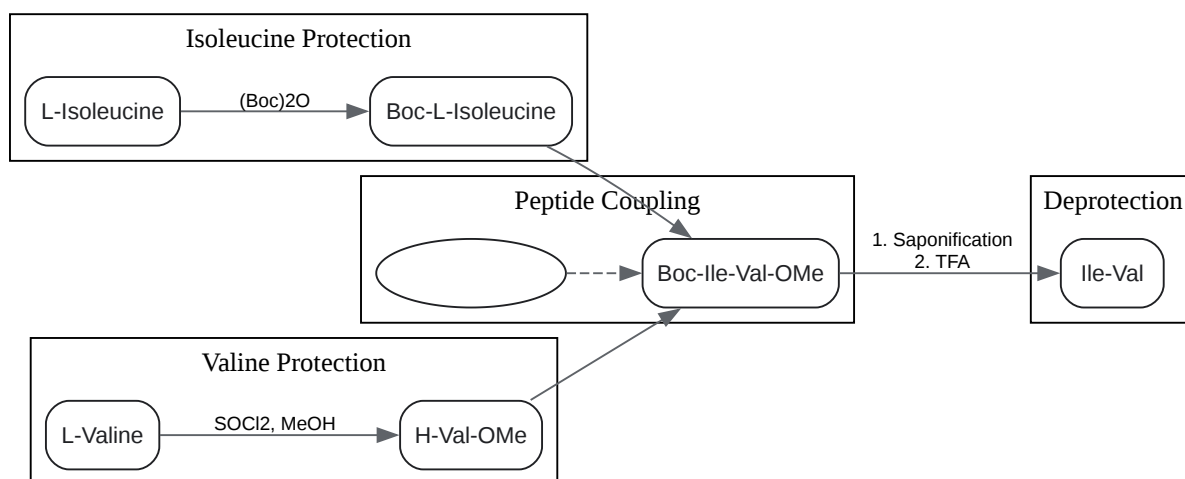 Isoleucine Protection
L-Isoleucine
(Boc)2O
Boc-L-Isoleucine
Peptide Coupling
Boc-Ile-Val-OMe
1. Saponification
2. TFA
Deprotection
Ile-Val
Valine Protection
L-Valine
SOCl2, MeOH
H-Val-OMe